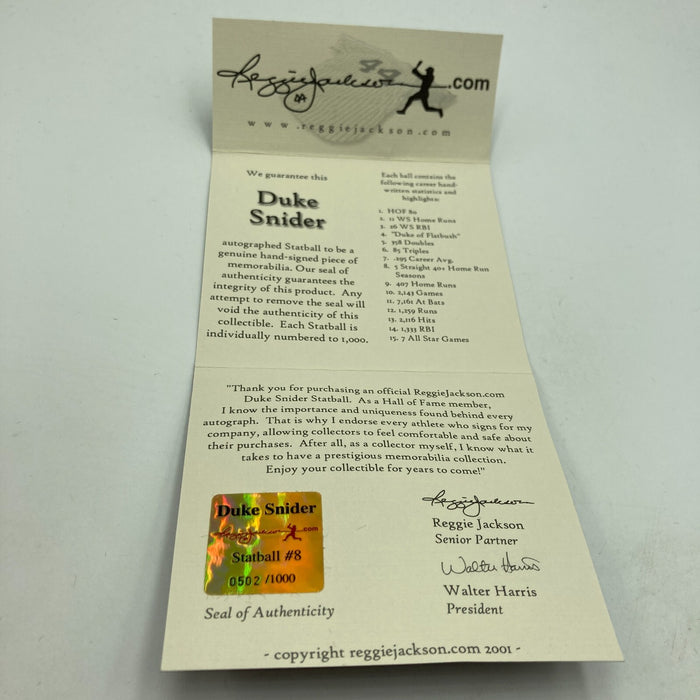 Reggie Jackson .com
44
www.reggiejackson.com
We guarantee this
Duke
Snider
autographed Statball to be a
genuine hand-signed piece of
memorabilia. Our seal of
authenticity guarantees the
integrity of this product. Any
attempt to remove the seal will
void the authenticity of this
collectible. Each Statball is
individually numbered to 1,000.
Each ball contains the
following career hand-
written statistics and
highlights:
1. HOF 80
2. 11 WS Home Runs
3. 26 WS RBI
4. "Duke of Flatbush"
5. 358 Doubles
6. 85 Triples
7. .295 Career Avg.
8. 5 Straight 40+ Home Run
Seasons
9. 407 Home Runs
10. 2,143 Games
11. 7,161 At Bats
12. 1,259 Runs
13. 2,116 Hits
14. 1,333 RBI
15. 7 All Star Games
"Thank you for purchasing an official ReggieJackson.com
Duke Snider Statball. As a Hall of Fame member,
I know the importance and uniqueness found behind every
autograph. That is why I endorse every athlete who signs for my
company, allowing collectors to feel comfortable and safe about
their purchases. After all, as a collector myself, I know what it
takes to have a prestigious memorabilia collection.
Enjoy your collectible for years to come!"
Duke Snider
Reggie Jackson .com
Statball #8
0502 /1000
Seal of Authenticity
Reggie Jackson
Reggie Jackson
Senior Partner
Walter Harris
Walter Harris
President
- copyright reggiejackson.com 2001 -